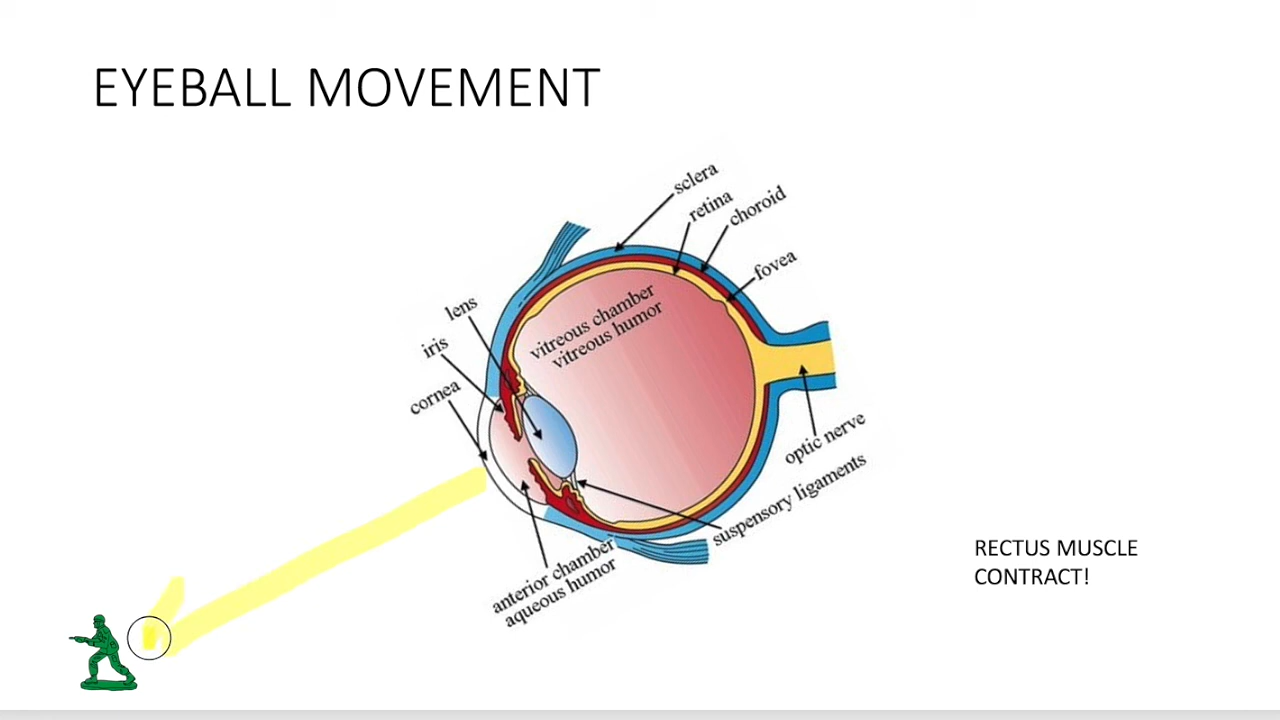 EYEBALL MOVEMENT
sclera
retina
choroid
fovea
lens
iris
cornea
vitreous chamber
vitreous humor
optic nerve
suspensory ligaments
anterior chamber
aqueous humor
RECTUS MUSCLE
CONTRACT!